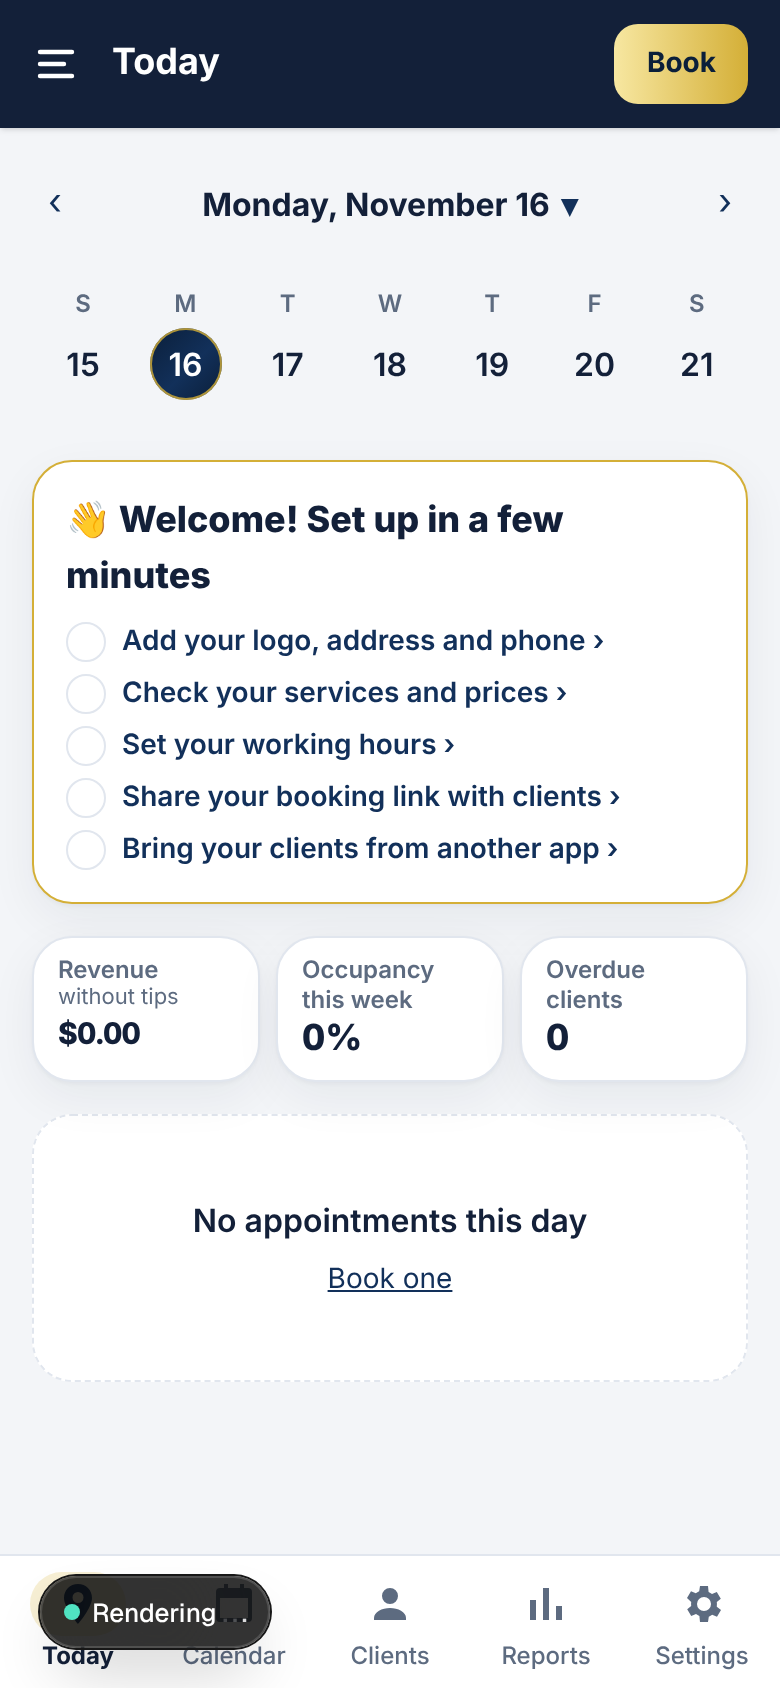 Today
Book
‹ Monday, November 16 ▼ ›
S M T W T F S
15 16 17 18 19 20 21
👋 Welcome! Set up in a few
minutes
Add your logo, address and phone ›
Check your services and prices ›
Set your working hours ›
Share your booking link with clients ›
Bring your clients from another app ›
Revenue
without tips
$0.00
Occupancy
this week
0%
Overdue
clients
0
No appointments this day
Book one
Rendering...
Today Calendar Clients Reports Settings